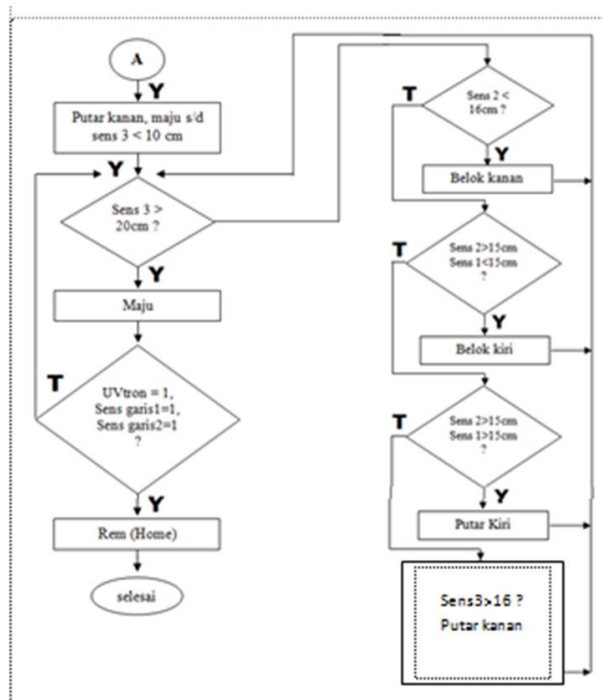 A
Y
Putar kanan, maju s/d
sens 3 < 10 cm
Y
Sens 3 >
20cm ?
Y
Maju
T
UVtron = 1,
Sens garis1=1,
Sens garis2=1
?
Y
Rem (Home)
selesai
T
Sens 2 <
16cm ?
Y
Belok kanan
T
Sens 2>15cm
Sens 1<15cm
?
Y
Belok kiri
T
Sens 2>15cm
Sens 1>15cm
?
Y
Putar Kiri
Sens3>16 ?
Putar kanan